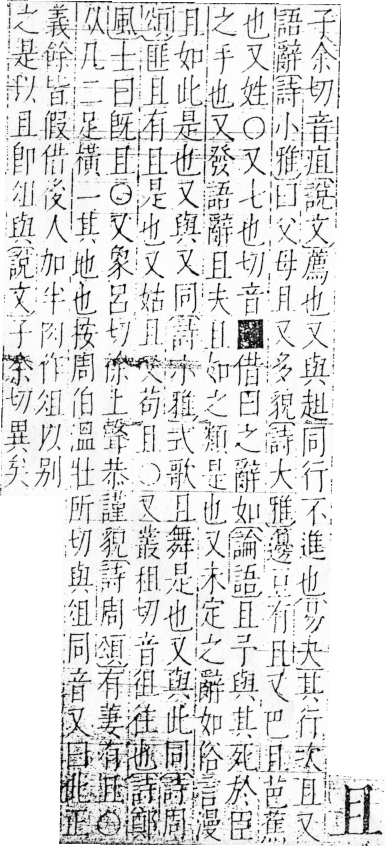 且
子余切音疽說文薦也又與趄同行不進也易夬其行次且又
語辭詩小雅曰父母且又多貌詩大雅籩豆有且又巴且芭蕉
也又姓〇又七也切音借曰之辭如論語且予與其死於臣
之手也又發語辭且夫且如之類是也又未定之辭如俗言漫
且如此是也又與又同詩小雅式歌且舞是也又與此同詩周
頌匪且有且是也又姑且又苟且〇又叢租切音徂往也詩鄭
風士曰既且〇又象呂切徐上聲恭謹貌詩周頌有萋有且〇
从几二足橫一其地也按周伯溫壯所切與俎同音又曰此正
義餘皆假借後人加半肉作俎以別
之是以且即俎與說文子余切異矣